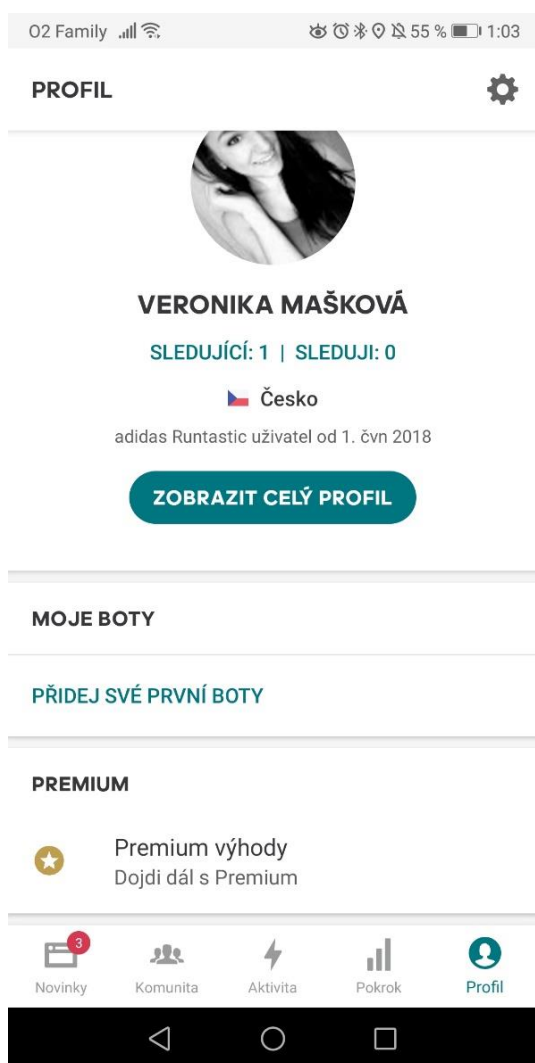 O2 Family 55 % 1:03
PROFIL
VERONIKA MAŠKOVÁ
SLEDUJÍCÍ: 1 | SLEDUJI: 0
Česko
adidas Runtastic uživatel od 1. čvn 2018
ZOBRAZIT CELÝ PROFIL
MOJE BOTY
PŘIDEJ SVÉ PRVNÍ BOTY
PREMIUM
Premium výhody
Dojdi dál s Premium
3
Novinky Komunita Aktivita Pokrok Profil